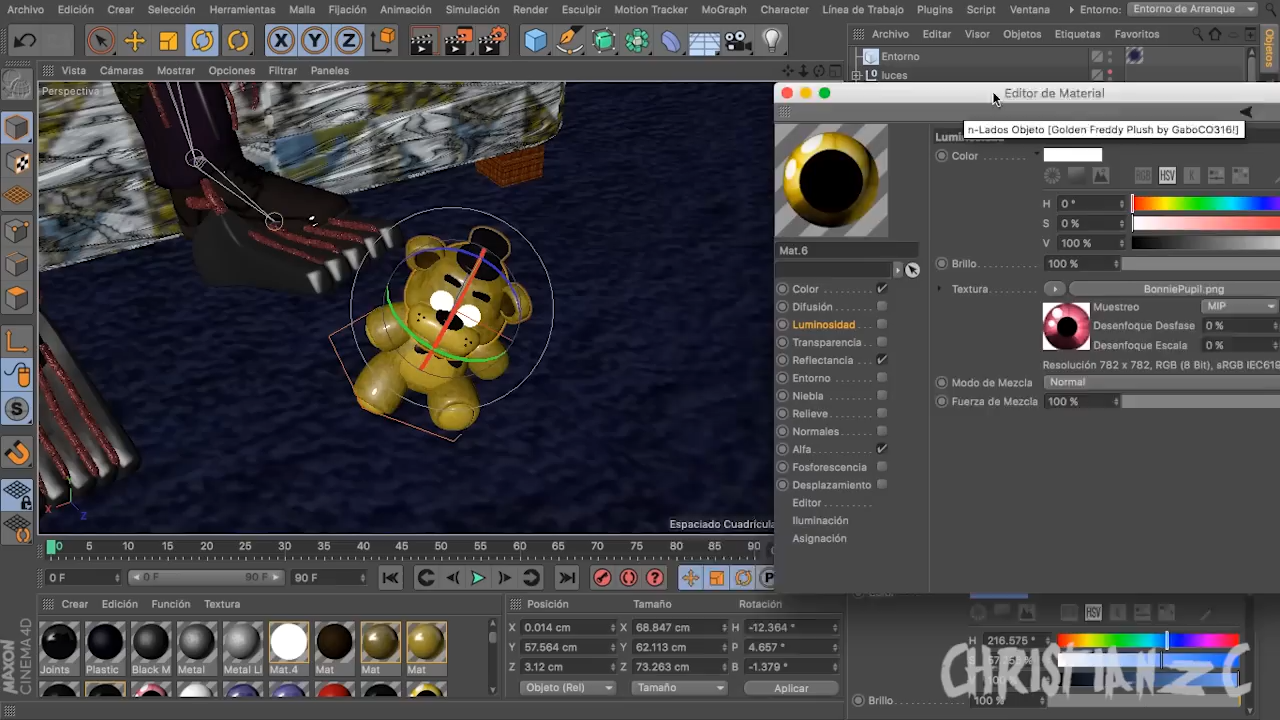 Archivo Edición Crear Selección Herramientas Malla Fijación Animación Simulación Render Esculpir Motion Tracker MoGraph Character Línea de Trabajo Plugins Script Ventana Entorno: Entorno de Arranque
Archivo Editar Visor Objetos Etiquetas Favoritos
Objetos
Entorno
luces
Vista Cámaras Mostrar Opciones Filtrar Paneles
Perspectiva
Editor de Material
n-Lados Objeto [Golden Freddy Plush by GaboCO316!]
Color
RGB HSV K
H 0 °
S 0 %
V 100 %
Mat.6
Brillo 100 %
Textura BonniePupil.png
Muestreo MIP
Desenfoque Desfase 0 %
Desenfoque Escala 0 %
Resolución 782 x 782, RGB (8 Bit), sRGB IEC619
Modo de Mezcla Normal
Fuerza de Mezcla 100 %
Color
Difusión
Luminosidad
Transparencia
Reflectancia
Entorno
Niebla
Relieve
Normales
Alfa
Fosforescencia
Desplazamiento
Editor
Iluminación
Asignación
X
Z
Espaciado Cuadrícula
0 5 10 15 20 25 30 35 40 45 50 55 60 65 70 75 80 85 90
0 F 0 F 90 F 90 F
Crear Edición Función Textura
Posición Tamaño Rotación
X 0.014 cm X 68.847 cm H -12.364 °
Y 57.564 cm Y 62.113 cm P 4.657 °
Z 3.12 cm Z 73.263 cm B -1.379 °
Objeto (Rel) Tamaño Aplicar
Joints Plastic Black M Metal Metal Li Mat.4 Mat Mat Mat
HSV
H 216.575 °
Brillo 100 %
MAXON
CINEMA4D
CHRISTIANZC